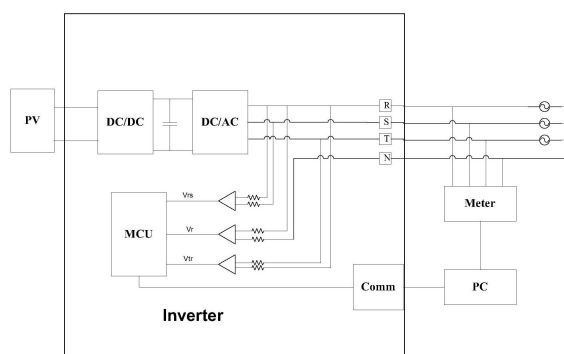 PV
DC/DC
DC/AC
R
S
T
N
Vrs
Vr
Vtr
MCU
Meter
Comm
PC
Inverter